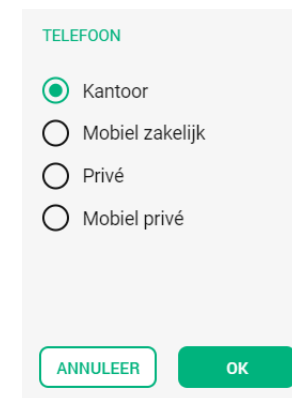 TELEFOON
Kantoor
Mobiel zakelijk
Privé
Mobiel privé
ANNULEER OK